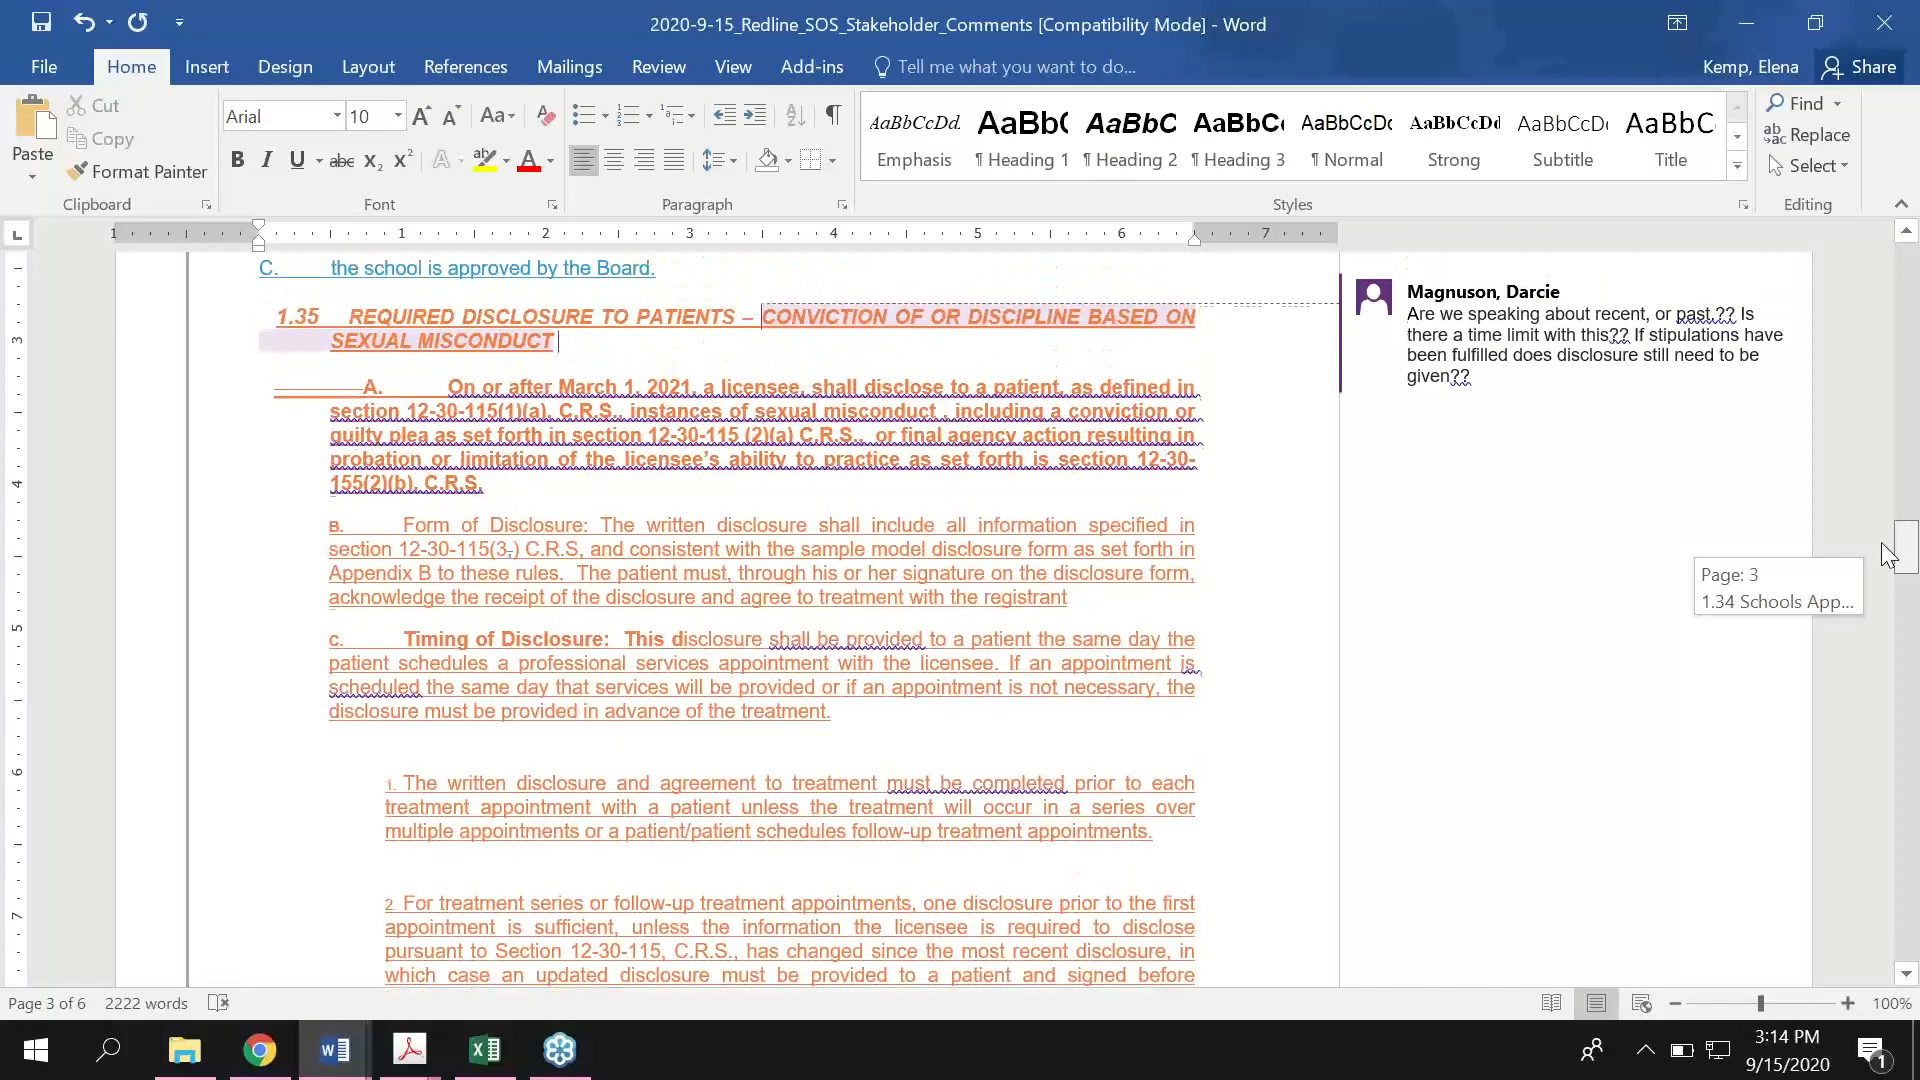 2020-9-15_Redline_SOS_Stakeholder_Comments [Compatibility Mode] - Word
File Home Insert Design Layout References Mailings Review View Add-ins Tell me what you want to do... Kemp, Elena Share
Paste
Cut
Copy
Format Painter
Clipboard
Arial 10
Font
Paragraph
AaBbCcDd. AaBb( AaBbC AaBbC AaBbCcDc AaBbCcDd AaBbCcDc AaBbC
Emphasis ¶ Heading 1 ¶ Heading 2 ¶ Heading 3 ¶ Normal Strong Subtitle Title
Styles
Find
Replace
Select
Editing
1 1 2 3 4 5 6 7
C. the school is approved by the Board.
1.35 REQUIRED DISCLOSURE TO PATIENTS – CONVICTION OF OR DISCIPLINE BASED ON
SEXUAL MISCONDUCT
A. On or after March 1, 2021, a licensee, shall disclose to a patient, as defined in
section 12-30-115(1)(a), C.R.S., instances of sexual misconduct , including a conviction or
guilty plea as set forth in section 12-30-115 (2)(a) C.R.S., or final agency action resulting in
probation or limitation of the licensee’s ability to practice as set forth is section 12-30-
155(2)(b), C.R.S.
B. Form of Disclosure: The written disclosure shall include all information specified in
section 12-30-115(3,) C.R.S, and consistent with the sample model disclosure form as set forth in
Appendix B to these rules. The patient must, through his or her signature on the disclosure form,
acknowledge the receipt of the disclosure and agree to treatment with the registrant
C. Timing of Disclosure: This disclosure shall be provided to a patient the same day the
patient schedules a professional services appointment with the licensee. If an appointment is
scheduled the same day that services will be provided or if an appointment is not necessary, the
disclosure must be provided in advance of the treatment.
1. The written disclosure and agreement to treatment must be completed prior to each
treatment appointment with a patient unless the treatment will occur in a series over
multiple appointments or a patient/patient schedules follow-up treatment appointments.
2. For treatment series or follow-up treatment appointments, one disclosure prior to the first
appointment is sufficient, unless the information the licensee is required to disclose
pursuant to Section 12-30-115, C.R.S., has changed since the most recent disclosure, in
which case an updated disclosure must be provided to a patient and signed before
Magnuson, Darcie
Are we speaking about recent, or past,?? Is
there a time limit with this?? If stipulations have
been fulfilled does disclosure still need to be
given??
Page: 3
1.34 Schools App...
3
4
5
6
7
Page 3 of 6 2222 words 100%
3:14 PM
9/15/2020
1